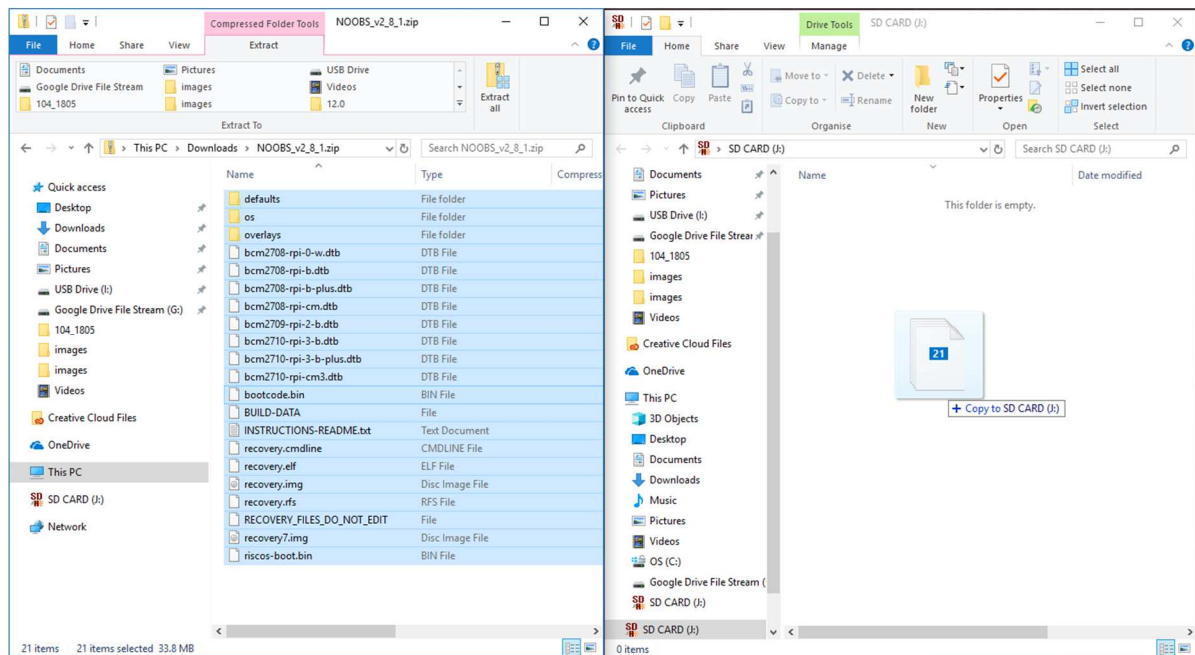 Compressed Folder Tools
NOOBS_v2_8_1.zip
File
Home
Share
View
Extract
Documents
Pictures
USB Drive
Google Drive File Stream
images
Videos
104_1805
images
12.0
Extract
all
Extract To
This PC > Downloads > NOOBS_v2_8_1.zip
Search NOOBS_v2_8_1.zip
Quick access
Desktop
Downloads
Documents
Pictures
USB Drive (I:)
Google Drive File Stream (G:)
104_1805
images
images
Videos
Creative Cloud Files
OneDrive
This PC
SD CARD (J:)
Network
Name
Type
Compress
defaults
File folder
os
File folder
overlays
File folder
bcm2708-rpi-0-w.dtb
DTB File
bcm2708-rpi-b.dtb
DTB File
bcm2708-rpi-b-plus.dtb
DTB File
bcm2708-rpi-cm.dtb
DTB File
bcm2709-rpi-2-b.dtb
DTB File
bcm2710-rpi-3-b.dtb
DTB File
bcm2710-rpi-3-b-plus.dtb
DTB File
bcm2710-rpi-cm3.dtb
DTB File
bootcode.bin
BIN File
BUILD-DATA
File
INSTRUCTIONS-README.txt
Text Document
recovery.cmdline
CMDLINE File
recovery.elf
ELF File
recovery.img
Disc Image File
recovery.rfs
RFS File
RECOVERY_FILES_DO_NOT_EDIT
File
recovery7.img
Disc Image File
riscos-boot.bin
BIN File
21 items
21 items selected 33.8 MB
Drive Tools
SD CARD (J:)
File
Home
Share
View
Manage
Pin to Quick
access
Copy
Paste
Clipboard
Move to
Copy to
Delete
Rename
Organise
New
folder
New
Properties
Open
Select all
Select none
Invert selection
Select
SD CARD (J:)
Search SD CARD (J:)
Documents
Pictures
USB Drive (I:)
Google Drive File Strear
104_1805
images
images
Videos
Creative Cloud Files
OneDrive
This PC
3D Objects
Desktop
Documents
Downloads
Music
Pictures
Videos
OS (C:)
Google Drive File Stream (
SD CARD (J:)
SD CARD (J:)
Name
Date modified
This folder is empty.
21
+ Copy to SD CARD (J:)
0 items